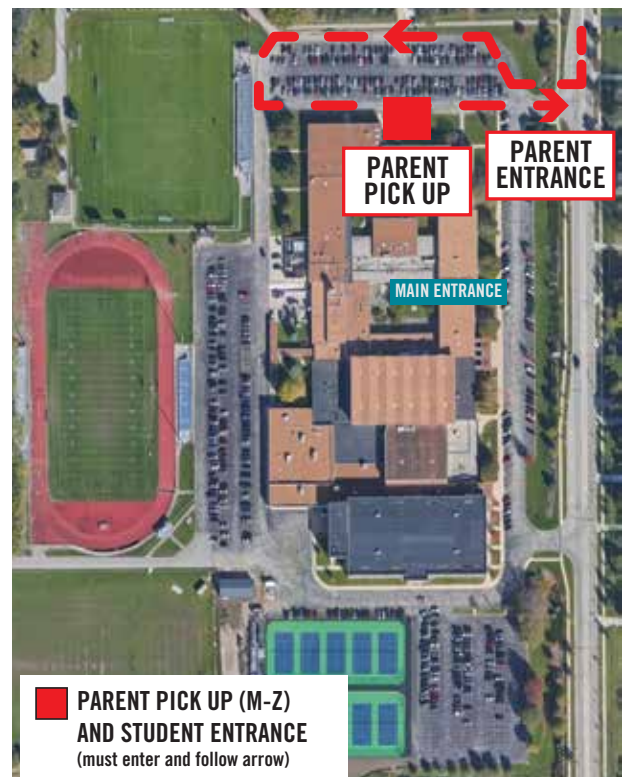 PARENT
PICK UP
PARENT
ENTRANCE
MAIN ENTRANCE
PARENT PICK UP (M-Z)
AND STUDENT ENTRANCE
(must enter and follow arrow)